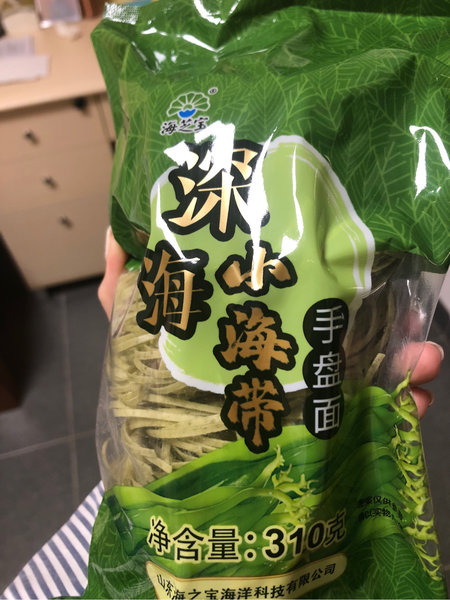 海之宝®
深海
小海带
手盘面
净含量：310克
山东海之宝海洋科技有限公司